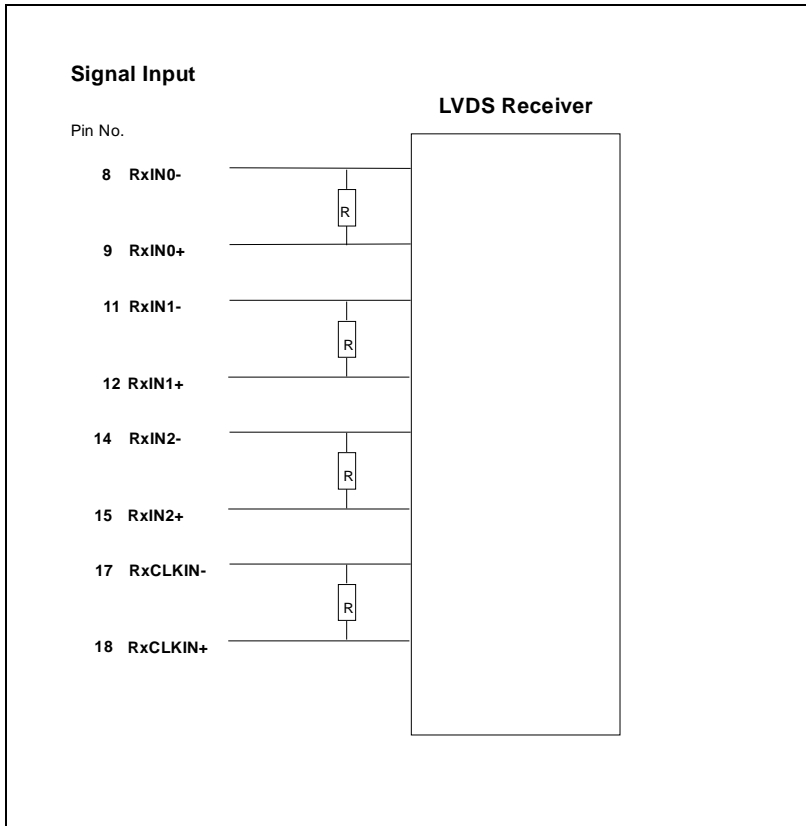 Signal Input
LVDS Receiver
Pin No.
8 RxIN0-
R
9 RxIN0+
11 RxIN1-
R
12 RxIN1+
14 RxIN2-
R
15 RxIN2+
17 RxCLKIN-
R
18 RxCLKIN+